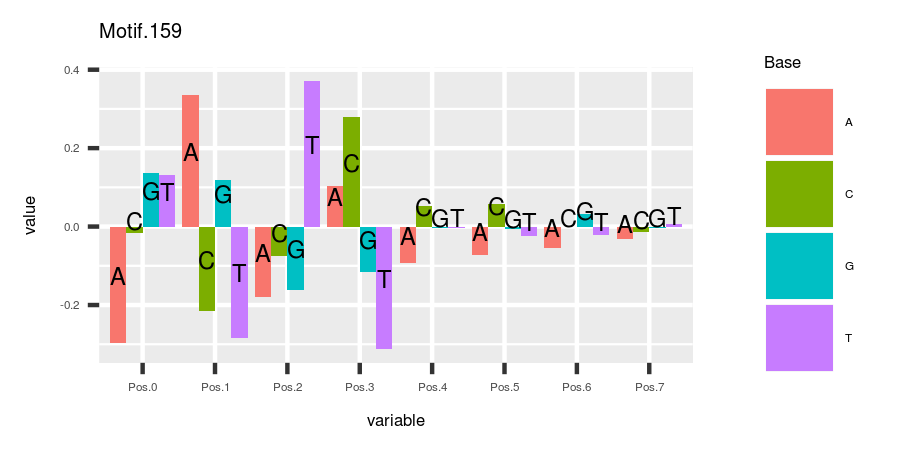 Motif.159
Base
0.4
0.2
0.0
-0.2
value
A C G T A C G T A C G T A C G T A C G T A C G T A C G T A C G T
Pos.0 Pos.1 Pos.2 Pos.3 Pos.4 Pos.5 Pos.6 Pos.7
variable
A
C
G
T